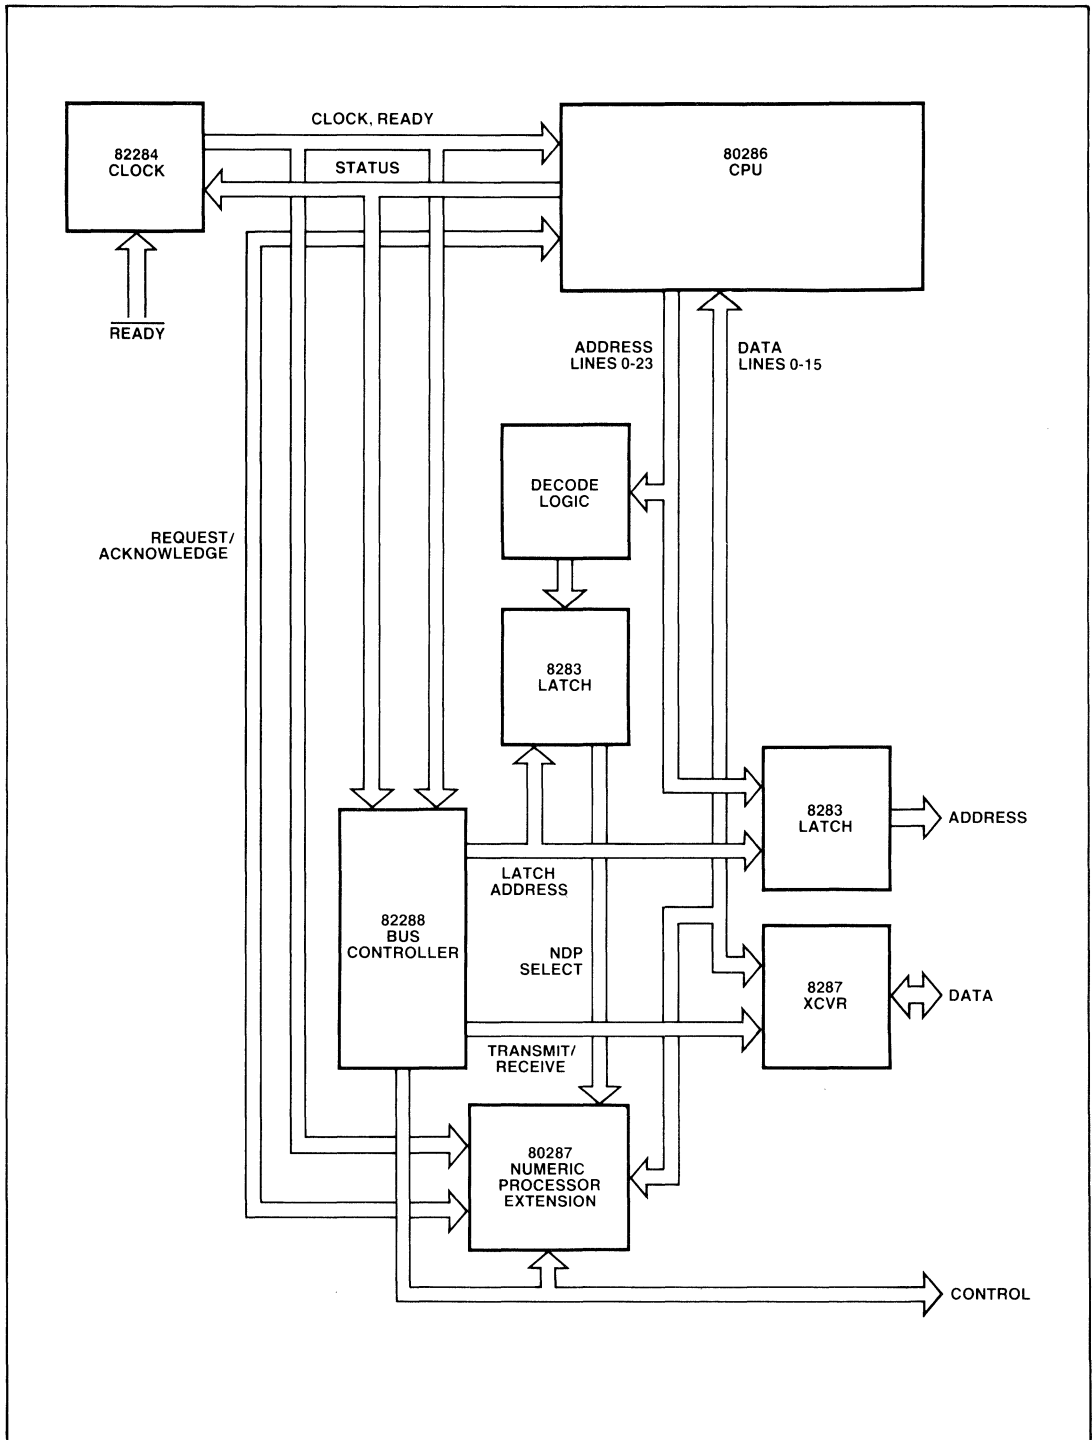 CLOCK, READY
82284
CLOCK
STATUS
80286
CPU
READY
ADDRESS
LINES 0-23
DATA
LINES 0-15
DECODE
LOGIC
REQUEST/
ACKNOWLEDGE
8283
LATCH
8283
LATCH
ADDRESS
LATCH
ADDRESS
82288
BUS
CONTROLLER
NDP
SELECT
8287
XCVR
DATA
TRANSMIT/
RECEIVE
80287
NUMERIC
PROCESSOR
EXTENSION
CONTROL